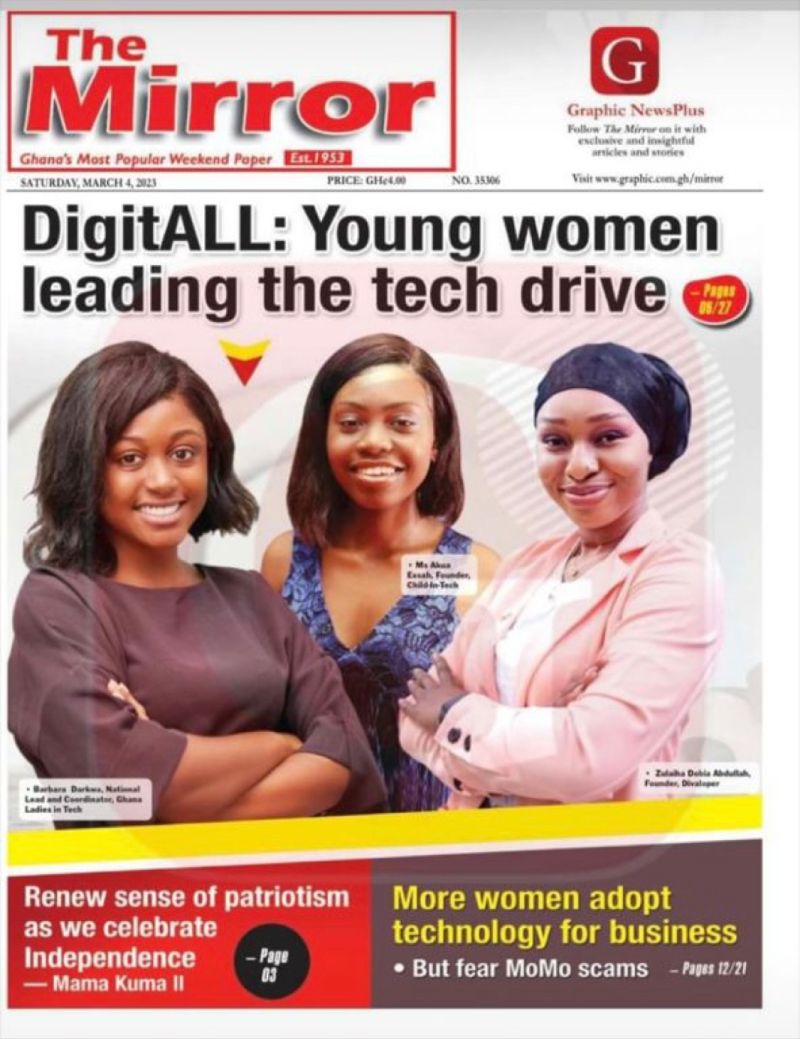 The
Mirror
Ghana's Most Popular Weekend Paper Est.1953
G
Graphic NewsPlus
Follow The Mirror on it with
exclusive and insightful
articles and stories
SATURDAY, MARCH 4, 2023 PRICE: GH¢4.00 NO. 35306 Visit www.graphic.com.gh/mirror
DigitALL: Young women
leading the tech drive
– Pages
06/27
• Ms Akua
Essah, Founder,
Child-In-Tech
• Barbara Darkwa, National
Lead and Coordinator, Ghana
Ladies in Tech
• Zulaiha Dobia Abdullah,
Founder, Divaloper
Renew sense of patriotism
as we celebrate
Independence
— Mama Kuma II
– Page
03
More women adopt
technology for business
• But fear MoMo scams – Pages 12/21